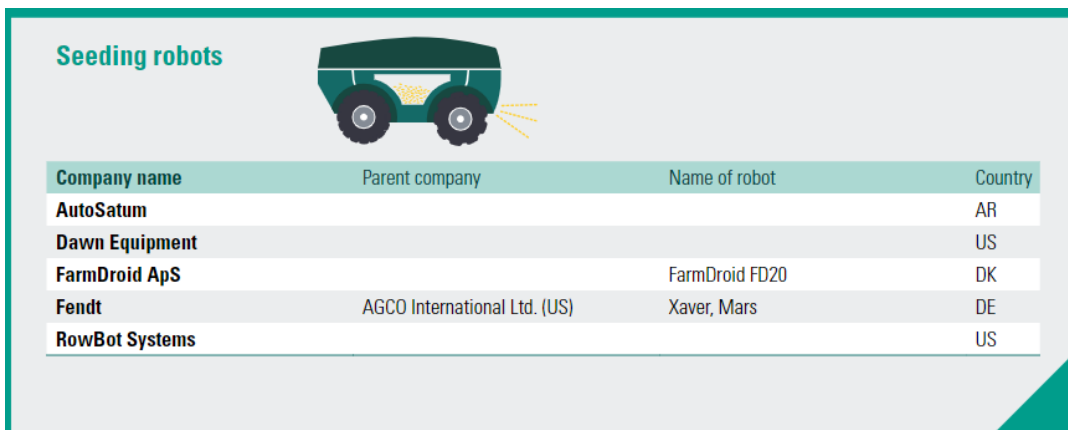 Seeding robots
Company name Parent company Name of robot Country
AutoSatum AR
Dawn Equipment US
FarmDroid ApS FarmDroid FD20 DK
Fendt AGCO International Ltd. (US) Xaver, Mars DE
RowBot Systems US